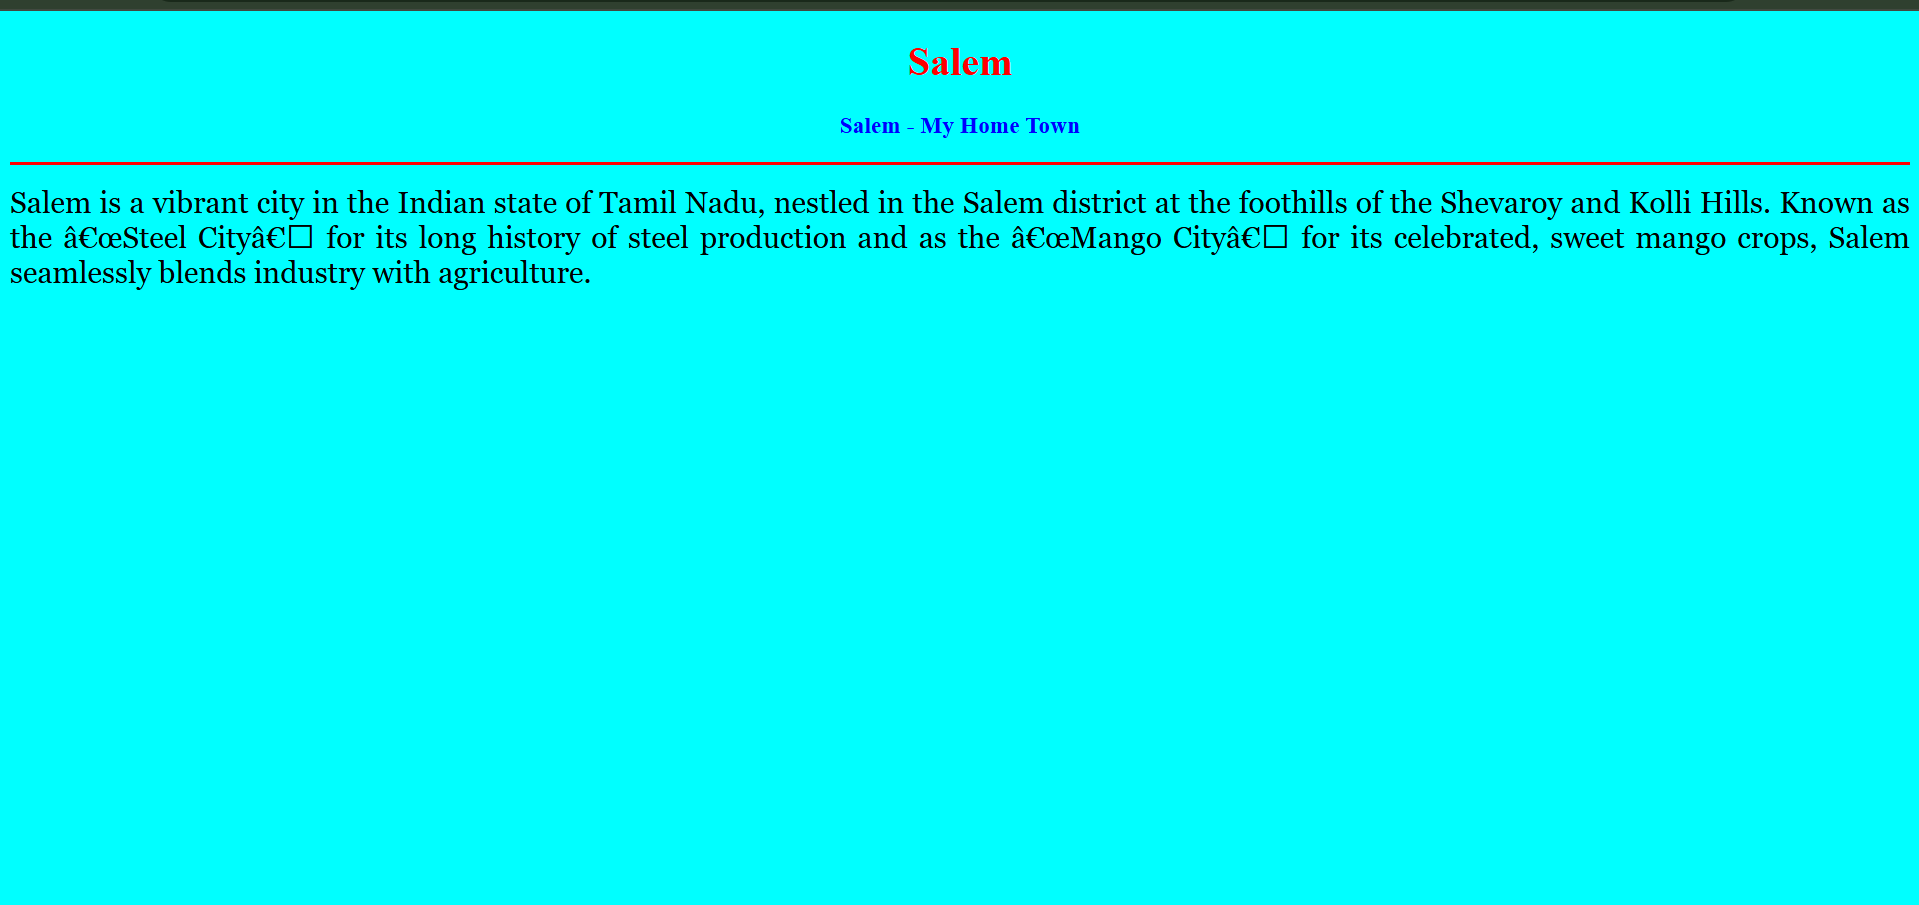 Salem
Salem - My Home Town
Salem is a vibrant city in the Indian state of Tamil Nadu, nestled in the Salem district at the foothills of the Shevaroy and Kolli Hills. Known as
the â€œSteel Cityâ€□ for its long history of steel production and as the â€œMango Cityâ€□ for its celebrated, sweet mango crops, Salem
seamlessly blends industry with agriculture.